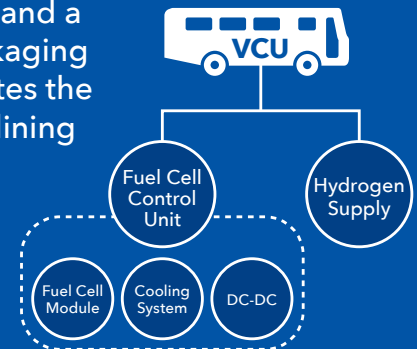 and a
kaging
tes the
lining
VCU
Fuel Cell
Control
Unit
Hydrogen
Supply
Fuel Cell
Module
Cooling
System
DC-DC